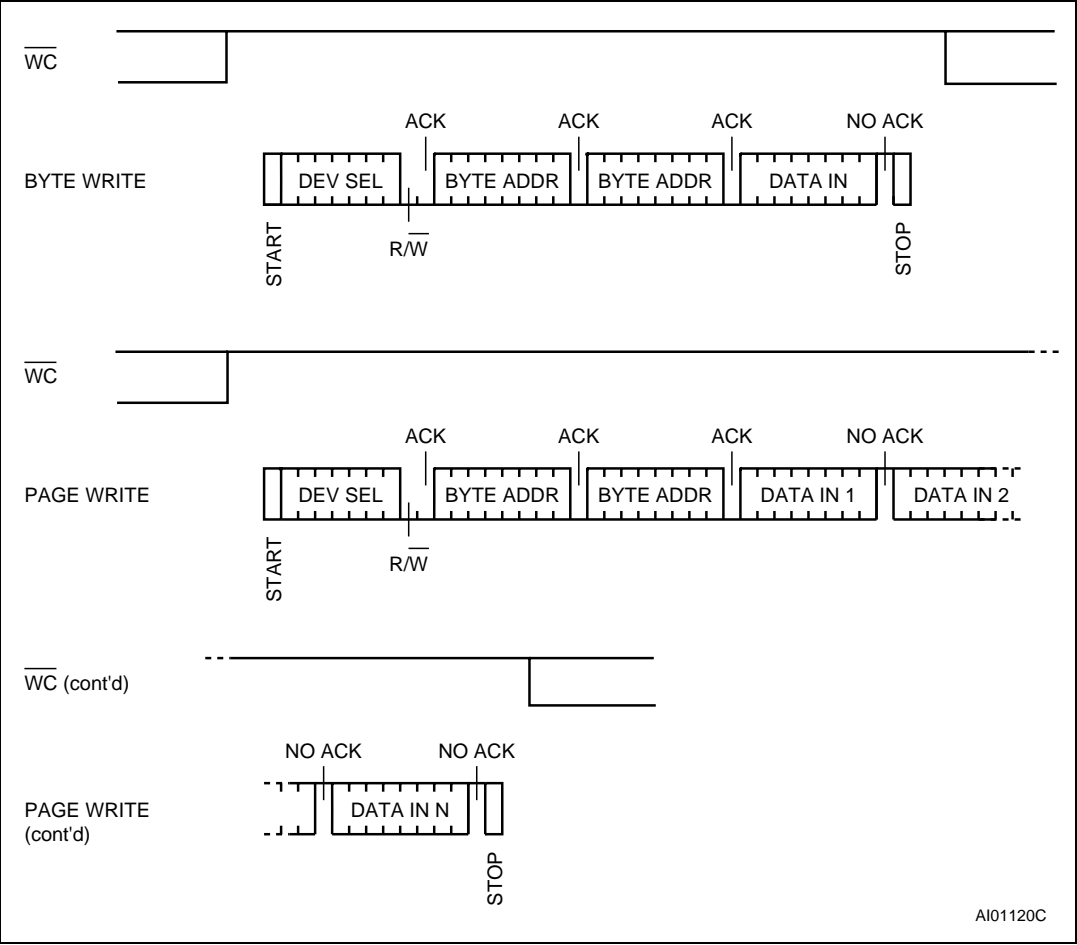 WC
ACK ACK ACK NO ACK
BYTE WRITE DEV SEL BYTE ADDR BYTE ADDR DATA IN
START R/W STOP
WC
ACK ACK ACK NO ACK
PAGE WRITE DEV SEL BYTE ADDR BYTE ADDR DATA IN 1 DATA IN 2
START R/W
WC (cont'd)
NO ACK NO ACK
PAGE WRITE DATA IN N
(cont'd)
STOP
AI01120C